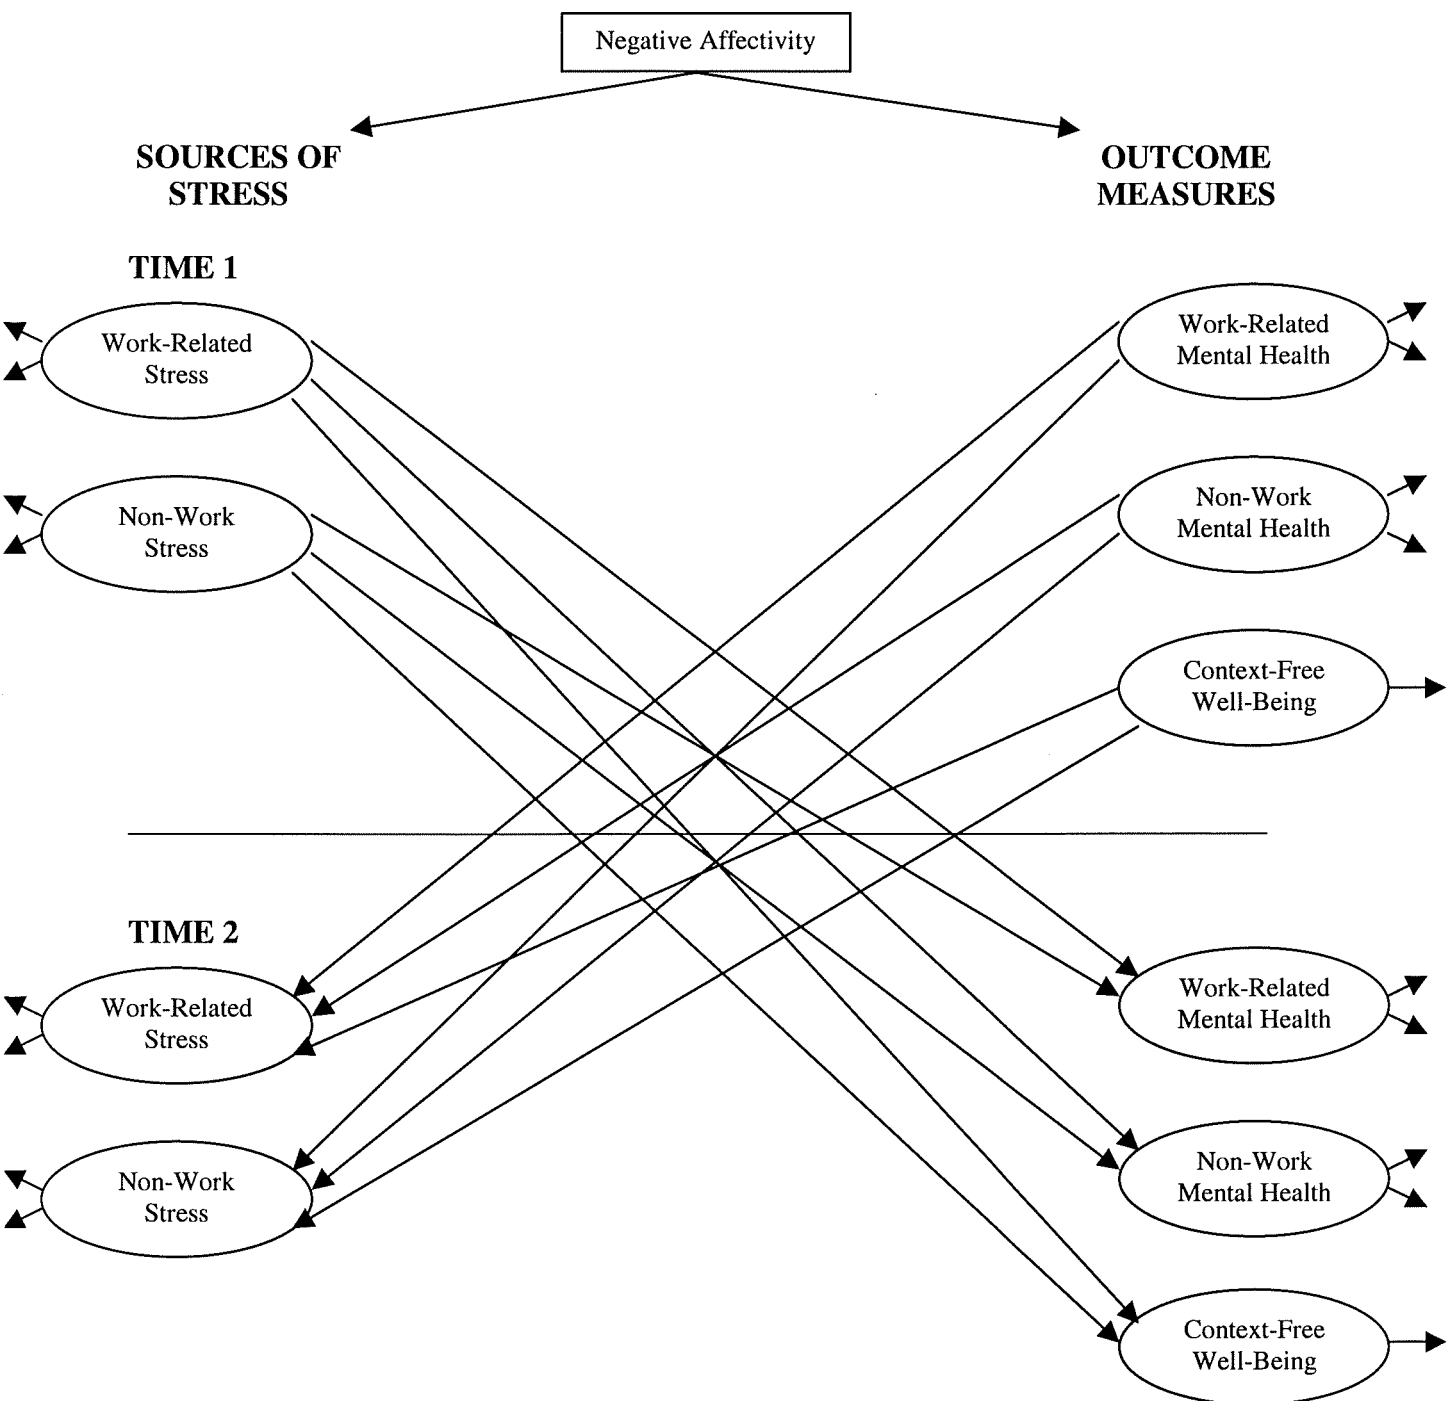 Negative Affectivity
SOURCES OF
STRESS
OUTCOME
MEASURES
TIME 1
Work-Related
Stress
Work-Related
Mental Health
Non-Work
Stress
Non-Work
Mental Health
Context-Free
Well-Being
TIME 2
Work-Related
Stress
Work-Related
Mental Health
Non-Work
Stress
Non-Work
Mental Health
Context-Free
Well-Being